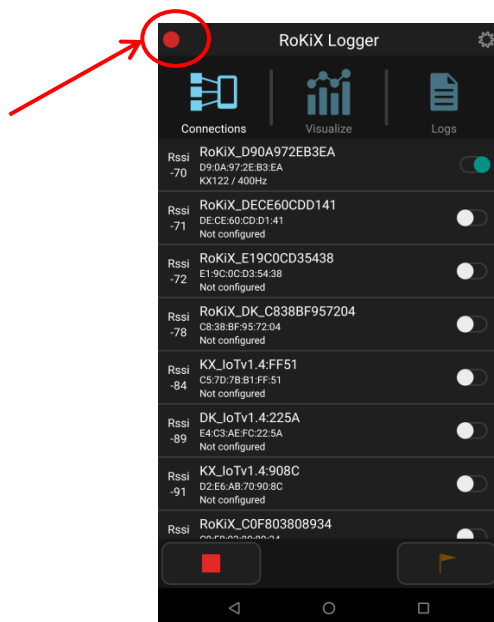 RoKiX Logger
Connections
Visualize
Logs
Rssi
-70
RoKiX_D90A972EB3EA
D9:0A:97:2E:B3:EA
KX122 / 400Hz
Rssi
-71
RoKiX_DECE60CDD141
DE:CE:60:CD:D1:41
Not configured
Rssi
-72
RoKiX_E19C0CD35438
E1:9C:0C:D3:54:38
Not configured
Rssi
-78
RoKiX_DK_C838BF957204
C8:38:BF:95:72:04
Not configured
Rssi
-84
KX_IoTv1.4:FF51
C5:7D:7B:B1:FF:51
Not configured
Rssi
-89
DK_IoTv1.4:225A
E4:C3:AE:FC:22:5A
Not configured
Rssi
-91
KX_IoTv1.4:908C
D2:E6:AB:70:90:8C
Not configured
Rssi
RoKiX_C0F803808934